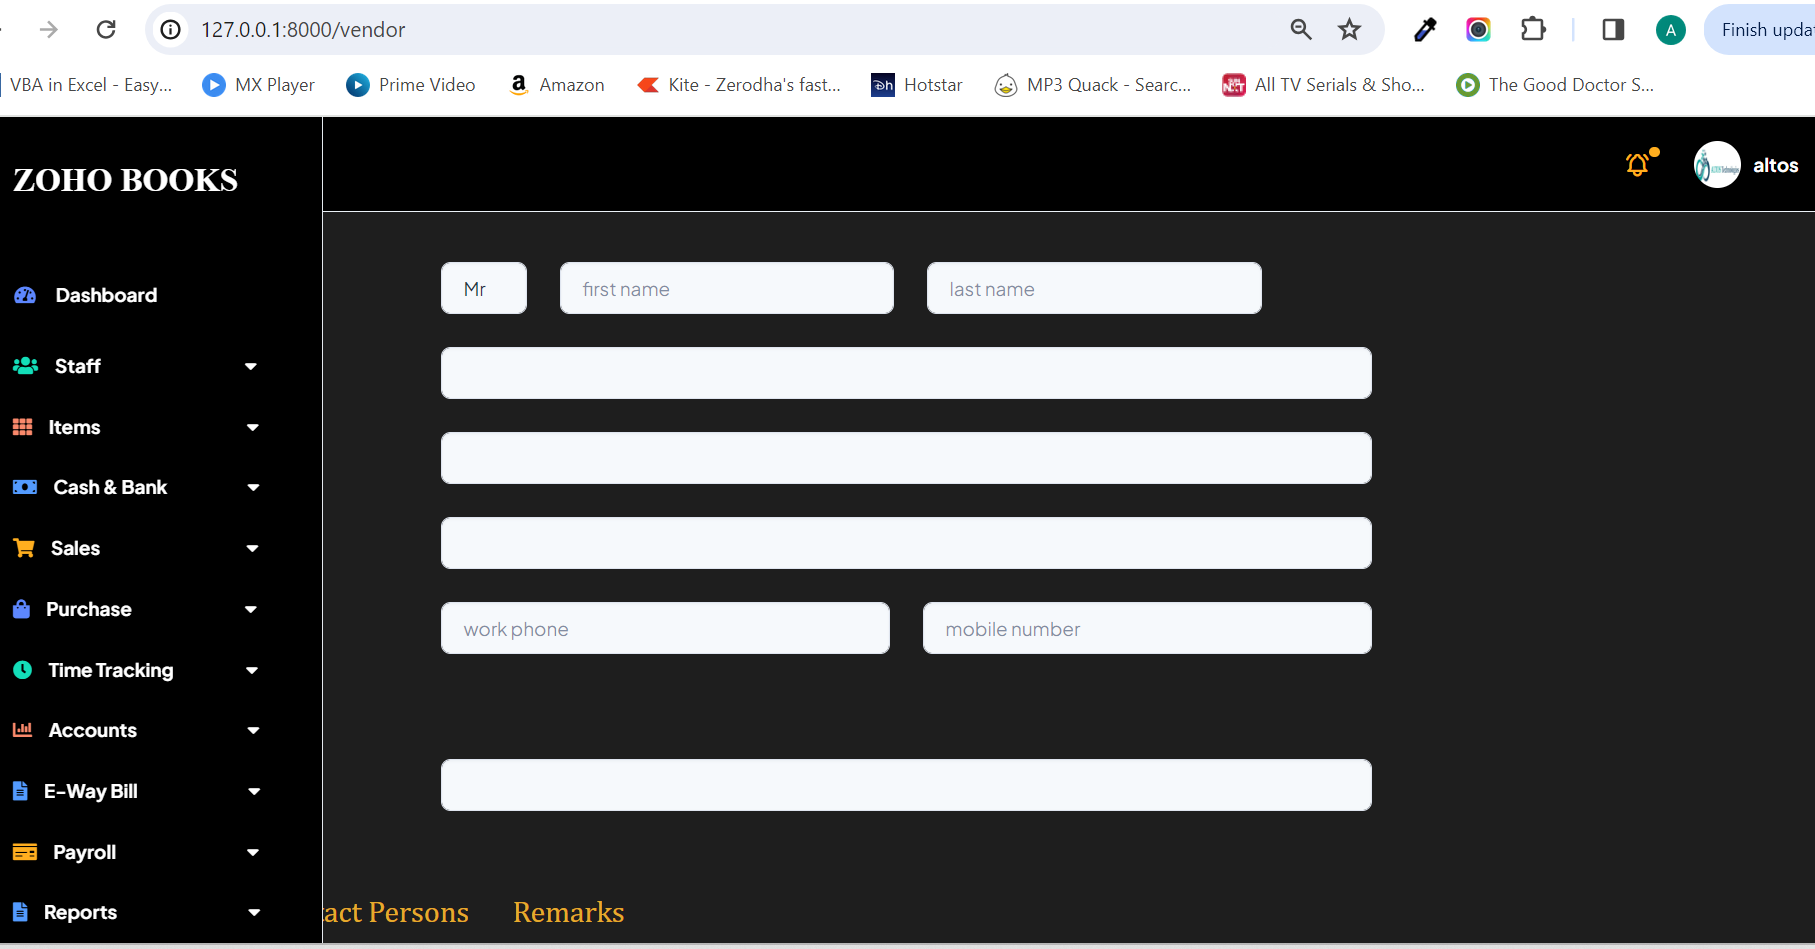 127.0.0.1:8000/vendor
A
Finish upda
VBA in Excel - Easy...
MX Player
Prime Video
Amazon
Kite - Zerodha's fast...
Hotstar
MP3 Quack - Searc...
All TV Serials & Sho...
The Good Doctor S...
ZOHO BOOKS
altos
Dashboard
Staff
Items
Cash & Bank
Sales
Purchase
Time Tracking
Accounts
E-Way Bill
Payroll
Reports
Mr
first name
last name
work phone
mobile number
tact Persons
Remarks